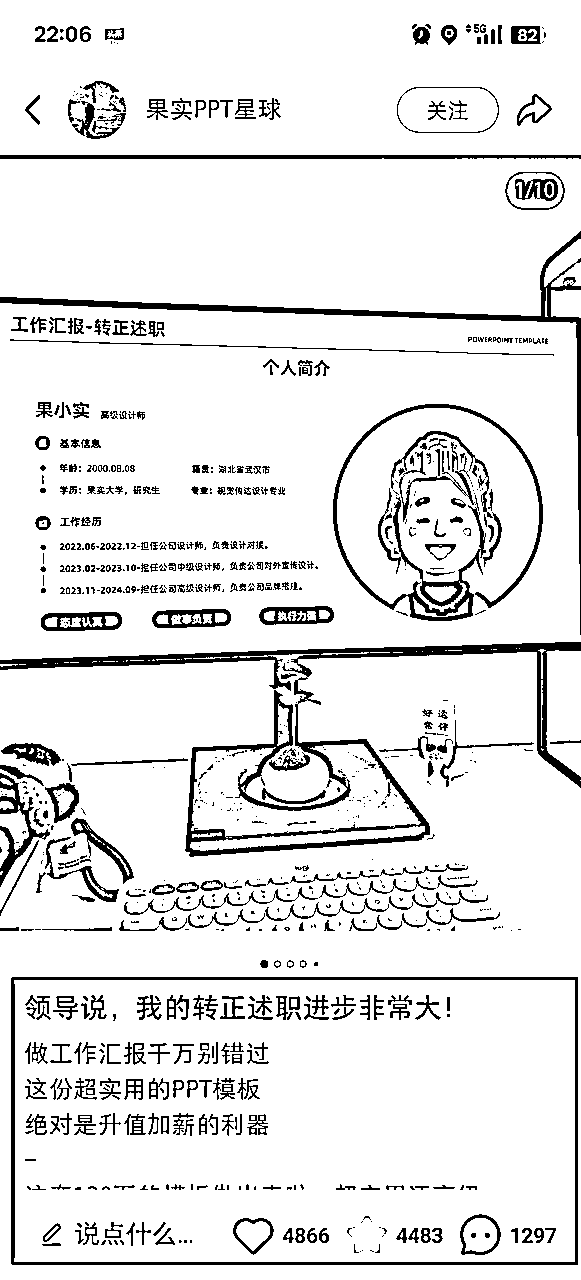 22:06
5G
82
果实PPT星球
关注
1/10
工作汇报-转正述职
POWERPOINT TEMPLATE
个人简介
果小实 高级设计师
基本信息
年龄：2000.08.08 籍贯：湖北省武汉市
学历：果实大学，研究生 专业：视觉传达设计专业
工作经历
2022.06-2022.12-担任公司设计师，负责设计对接。
2023.02-2023.10-担任公司中级设计师，负责公司对外宣传设计。
2023.11-2024.09-担任公司高级设计师，负责公司品牌搭建。
态度认真 做事负责 执行力强
好运
常伴
领导说，我的转正述职进步非常大！
做工作汇报千万别错过
这份超实用的PPT模板
绝对是升值加薪的利器
–
说点什么... 4866 4483 1297